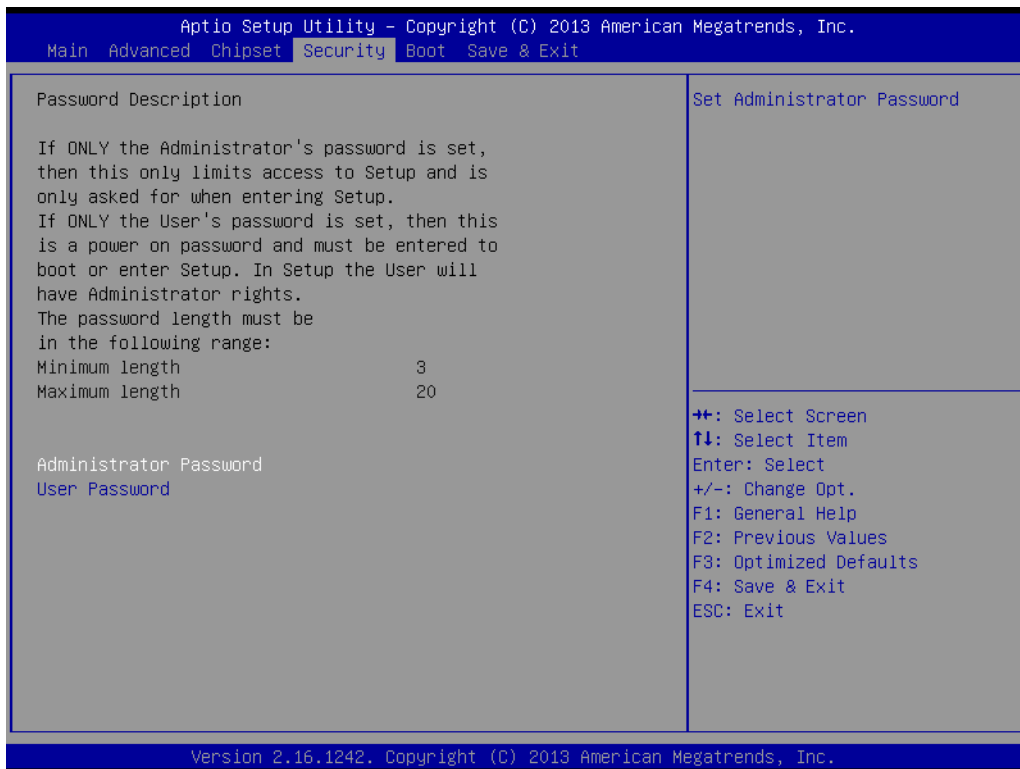 Aptio Setup Utility – Copyright (C) 2013 American Megatrends, Inc.
Main Advanced Chipset Security Boot Save & Exit
Password Description
If ONLY the Administrator's password is set,
then this only limits access to Setup and is
only asked for when entering Setup.
If ONLY the User's password is set, then this
is a power on password and must be entered to
boot or enter Setup. In Setup the User will
have Administrator rights.
The password length must be
in the following range:
Minimum length 3
Maximum length 20
Administrator Password
User Password
Set Administrator Password
→←: Select Screen
↑↓: Select Item
Enter: Select
+/-: Change Opt.
F1: General Help
F2: Previous Values
F3: Optimized Defaults
F4: Save & Exit
ESC: Exit
Version 2.16.1242. Copyright (C) 2013 American Megatrends, Inc.